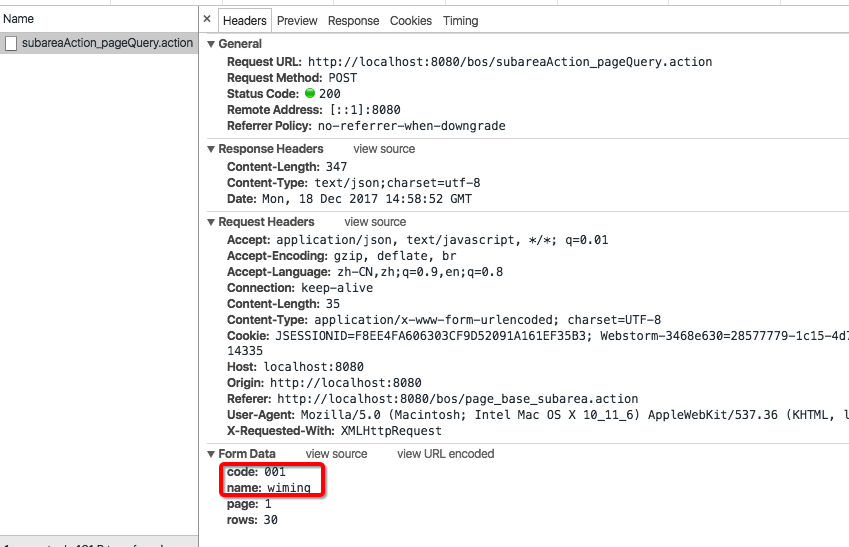 Name
× Headers Preview Response Cookies Timing
subareaAction_pageQuery.action
▼ General
Request URL: http://localhost:8080/bos/subareaAction_pageQuery.action
Request Method: POST
Status Code: 200
Remote Address: [::1]:8080
Referrer Policy: no-referrer-when-downgrade
▼ Response Headers view source
Content-Length: 347
Content-Type: text/json;charset=utf-8
Date: Mon, 18 Dec 2017 14:58:52 GMT
▼ Request Headers view source
Accept: application/json, text/javascript, */*; q=0.01
Accept-Encoding: gzip, deflate, br
Accept-Language: zh-CN,zh;q=0.9,en;q=0.8
Connection: keep-alive
Content-Length: 35
Content-Type: application/x-www-form-urlencoded; charset=UTF-8
Cookie: JSESSIONID=F8EE4FA606303CF9D52091A161EF35B3; Webstorm-3468e630=28577779-1c15-4d7
14335
Host: localhost:8080
Origin: http://localhost:8080
Referer: http://localhost:8080/bos/page_base_subarea.action
User-Agent: Mozilla/5.0 (Macintosh; Intel Mac OS X 10_11_6) AppleWebKit/537.36 (KHTML, l
X-Requested-With: XMLHttpRequest
▼ Form Data view source view URL encoded
code: 001
name: wiming
page: 1
rows: 30